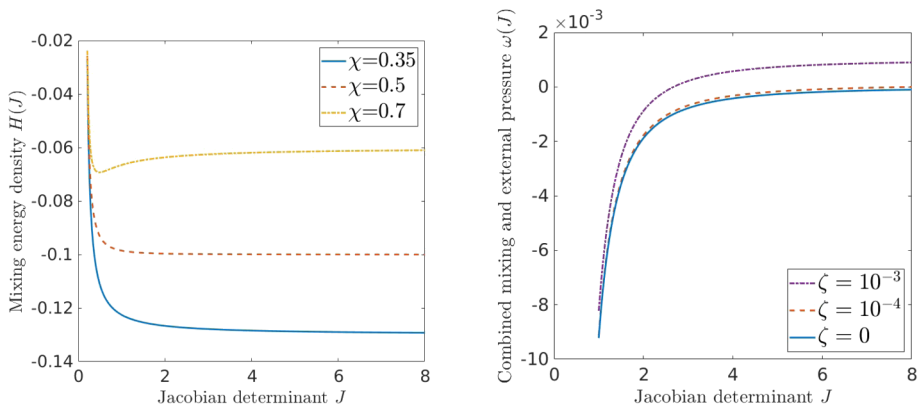 Mixing energy density H(J)
-0.02
-0.04
-0.06
-0.08
-0.1
-0.12
-0.14
0
2
4
6
8
Jacobian determinant J
χ=0.35
χ=0.5
χ=0.7
Combined mixing and external pressure ω(J)
×10⁻³
2
0
-2
-4
-6
-8
-10
0
2
4
6
8
Jacobian determinant J
ζ = 10⁻³
ζ = 10⁻⁴
ζ = 0